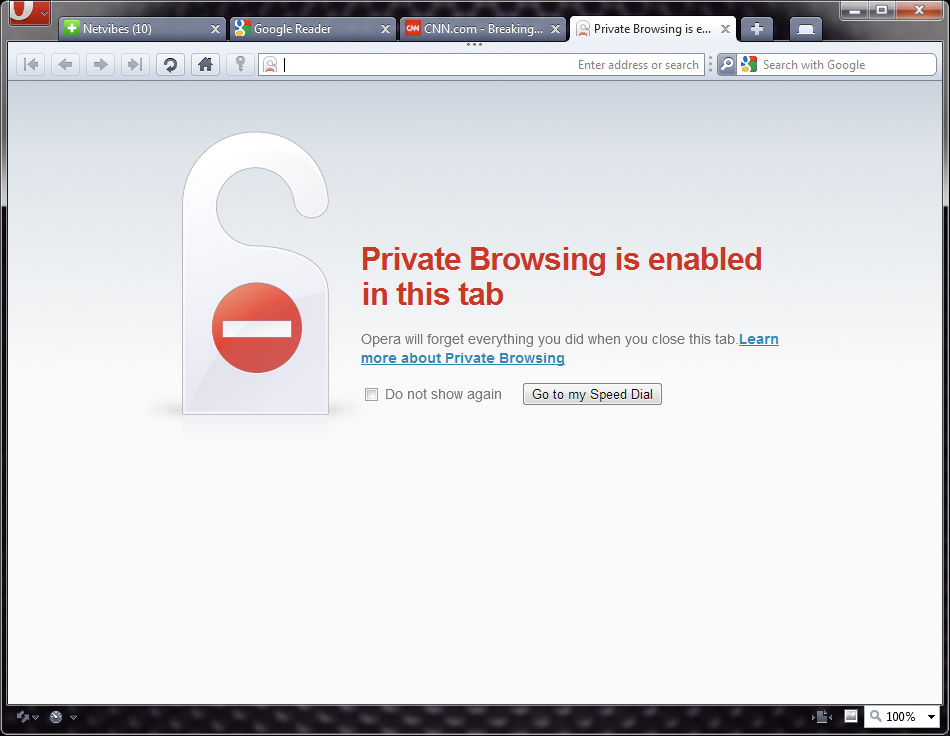 Netvibes (10)
Google Reader
CNN
CNN.com - Breaking...
Private Browsing is e...
Enter address or search
Search with Google
Private Browsing is enabled
in this tab
Opera will forget everything you did when you close this tab.Learn
more about Private Browsing
Do not show again
Go to my Speed Dial
100%